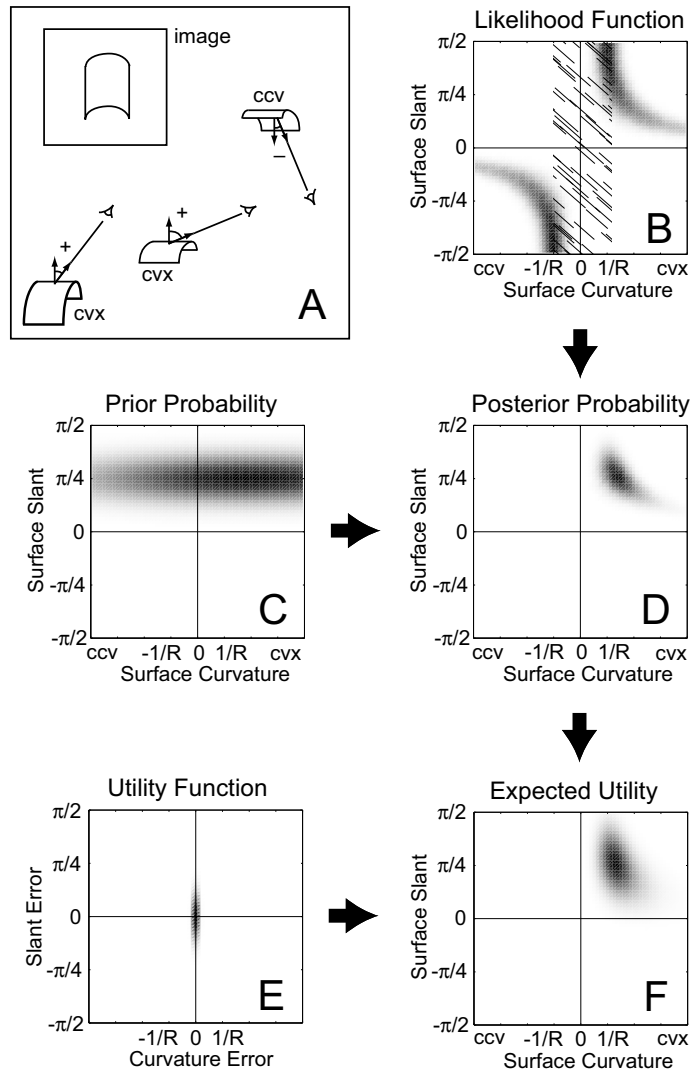 image
ccv
−
+
+
cvx
cvx
A
Likelihood Function
Surface Slant
π/2
π/4
0
-π/4
-π/2
B
ccv -1/R 0 1/R cvx
Surface Curvature
Prior Probability
Surface Slant
π/2
π/4
0
-π/4
-π/2
C
ccv -1/R 0 1/R cvx
Surface Curvature
Posterior Probability
Surface Slant
π/2
π/4
0
-π/4
-π/2
D
ccv -1/R 0 1/R cvx
Surface Curvature
Utility Function
Slant Error
π/2
π/4
0
-π/4
-π/2
E
-1/R 0 1/R
Curvature Error
Expected Utility
Surface Slant
π/2
π/4
0
-π/4
-π/2
F
ccv -1/R 0 1/R cvx
Surface Curvature